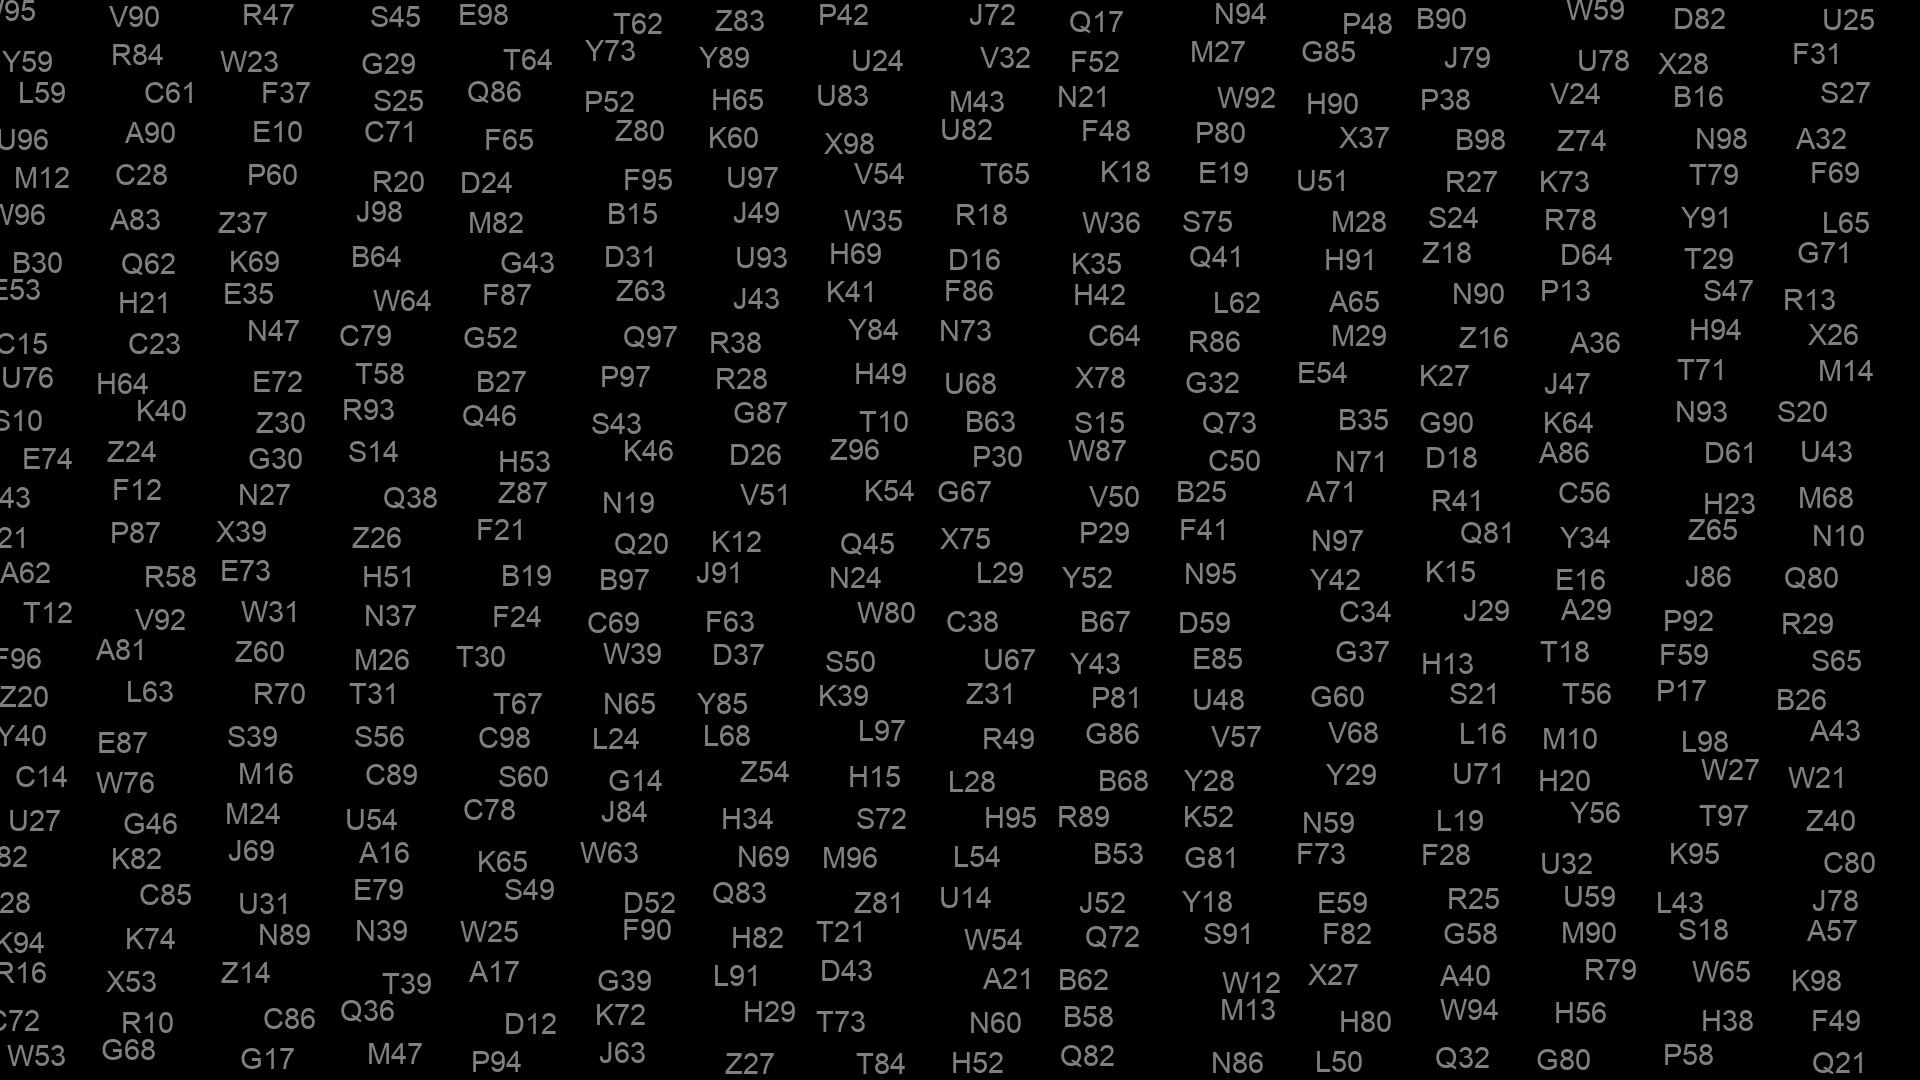 V90 R47 S45 E98 T62 Z83 P42 J72 Q17 N94 P48 B90 W59 D82 U25
Y59 R84 W23 G29 T64 Y73 Y89 U24 V32 F52 M27 G85 J79 U78 X28 F31
L59 C61 F37 S25 Q86 P52 H65 U83 M43 N21 W92 H90 P38 V24 B16 S27
U96 A90 E10 C71 F65 Z80 K60 X98 U82 F48 P80 X37 B98 Z74 N98 A32
M12 C28 P60 R20 D24 F95 U97 V54 T65 K18 E19 U51 R27 K73 T79 F69
W96 A83 Z37 J98 M82 B15 J49 W35 R18 W36 S75 M28 S24 R78 Y91 L65
B30 Q62 K69 B64 G43 D31 U93 H69 D16 K35 Q41 H91 Z18 D64 T29 G71
E53 H21 E35 W64 F87 Z63 J43 K41 F86 H42 L62 A65 N90 P13 S47 R13
C15 C23 N47 C79 G52 Q97 R38 Y84 N73 C64 R86 M29 Z16 A36 H94 X26
U76 H64 E72 T58 B27 P97 R28 H49 U68 X78 G32 E54 K27 J47 T71 M14
S10 K40 Z30 R93 Q46 S43 G87 T10 B63 S15 Q73 B35 G90 K64 N93 S20
E74 Z24 G30 S14 H53 K46 D26 Z96 P30 W87 C50 N71 D18 A86 D61 U43
43 F12 N27 Q38 Z87 N19 V51 K54 G67 V50 B25 A71 R41 C56 H23 M68
21 P87 X39 Z26 F21 Q20 K12 Q45 X75 P29 F41 N97 Q81 Y34 Z65 N10
A62 R58 E73 H51 B19 B97 J91 N24 L29 Y52 N95 Y42 K15 E16 J86 Q80
T12 V92 W31 N37 F24 C69 F63 W80 C38 B67 D59 C34 J29 A29 P92 R29
F96 A81 Z60 M26 T30 W39 D37 S50 U67 Y43 E85 G37 H13 T18 F59 S65
Z20 L63 R70 T31 T67 N65 Y85 K39 Z31 P81 U48 G60 S21 T56 P17 B26
Y40 E87 S39 S56 C98 L24 L68 L97 R49 G86 V57 V68 L16 M10 L98 A43
C14 W76 M16 C89 S60 G14 Z54 H15 L28 B68 Y28 Y29 U71 H20 W27 W21
U27 G46 M24 U54 C78 J84 H34 S72 H95 R89 K52 N59 L19 Y56 T97 Z40
82 K82 J69 A16 K65 W63 N69 M96 L54 B53 G81 F73 F28 U32 K95 C80
28 C85 U31 E79 S49 D52 Q83 Z81 U14 J52 Y18 E59 R25 U59 L43 J78
K94 K74 N89 N39 W25 F90 H82 T21 W54 Q72 S91 F82 G58 M90 S18 A57
R16 X53 Z14 T39 A17 G39 L91 D43 A21 B62 W12 X27 A40 R79 W65 K98
C72 R10 C86 Q36 D12 K72 H29 T73 N60 B58 M13 H80 W94 H56 H38 F49
W53 G68 G17 M47 P94 J63 Z27 T84 H52 Q82 N86 L50 Q32 G80 P58 Q21